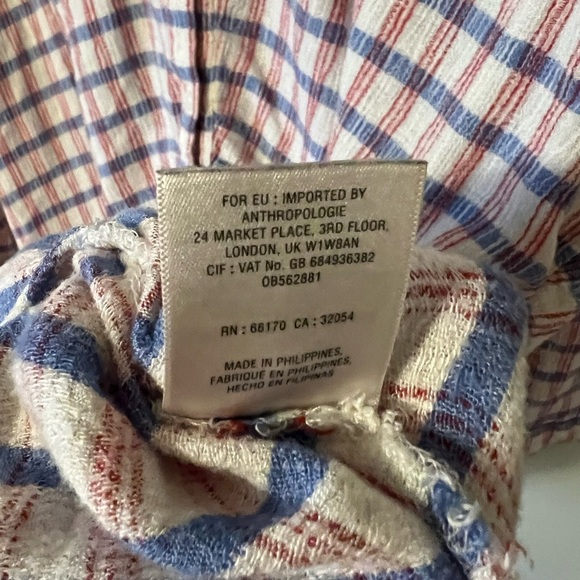 FOR EU : IMPORTED BY
ANTHROPOLOGIE
24 MARKET PLACE, 3RD FLOOR,
LONDON, UK W1W8AN
CIF : VAT No. GB 684936382
OB562881
RN : 66170 CA : 32054
MADE IN PHILIPPINES,
FABRIQUE EN PHILIPPINES,
HECHO EN FILIPINAS